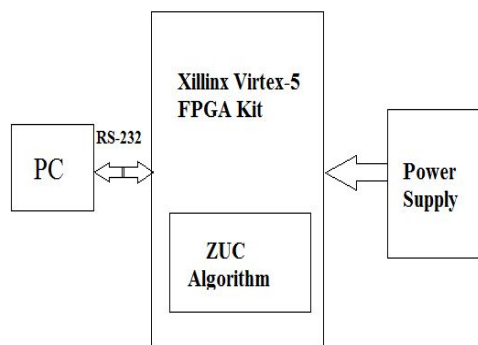 Xillinx Virtex-5
FPGA Kit
RS-232
PC
Power
Supply
ZUC
Algorithm